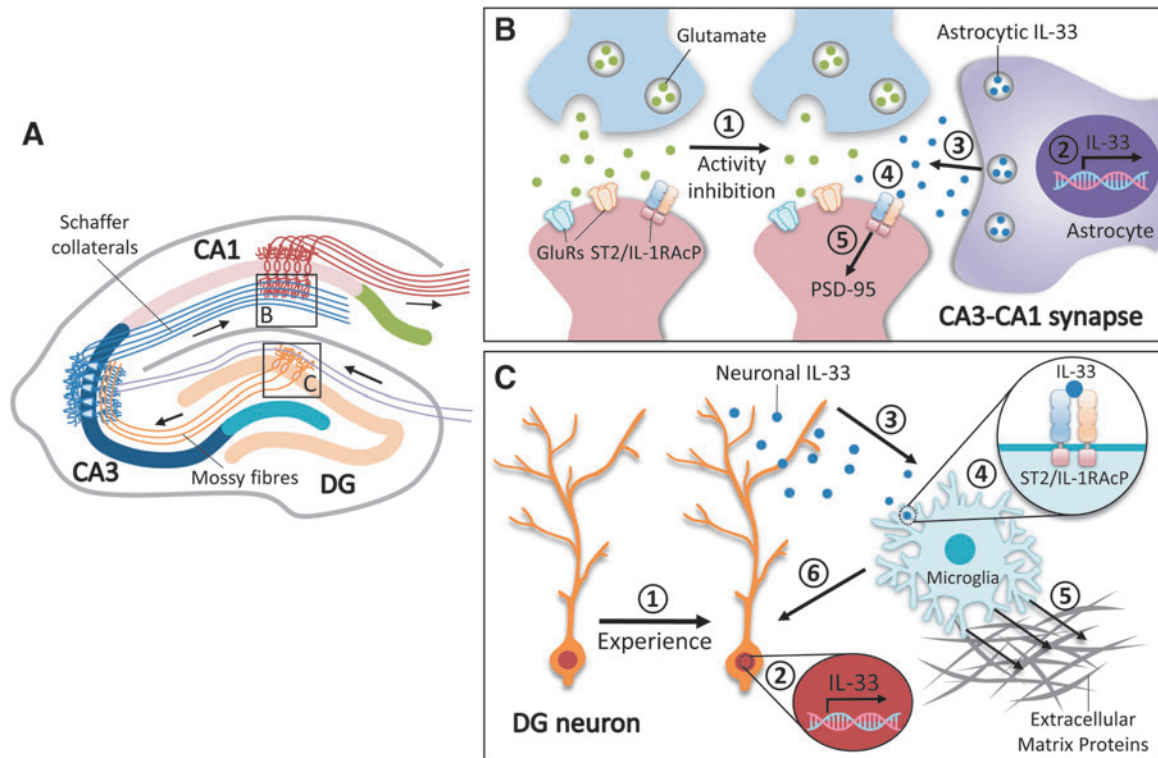 A
Schaffer
collaterals
CA1
B
C
CA3
Mossy fibres
DG
B
Glutamate
Astrocytic IL-33
①
Activity
inhibition
②
IL-33
③
④
GluRs
ST2/IL-1RAcP
⑤
PSD-95
Astrocyte
CA3-CA1 synapse
C
Neuronal IL-33
IL-33
③
④
ST2/IL-1RAcP
Microglia
⑥
⑤
①
Experience
②
IL-33
DG neuron
Extracellular
Matrix Proteins